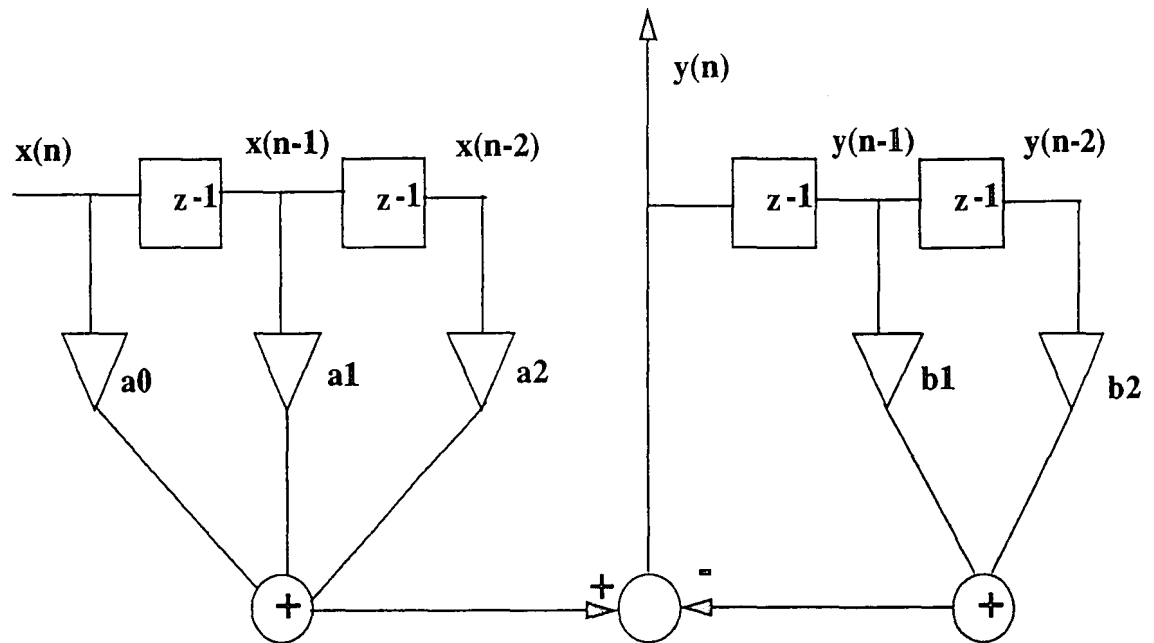 y(n)
x(n) x(n-1) x(n-2) y(n-1) y(n-2)
z-1 z-1 z-1 z-1
a0 a1 a2 b1 b2
+ -
+ +